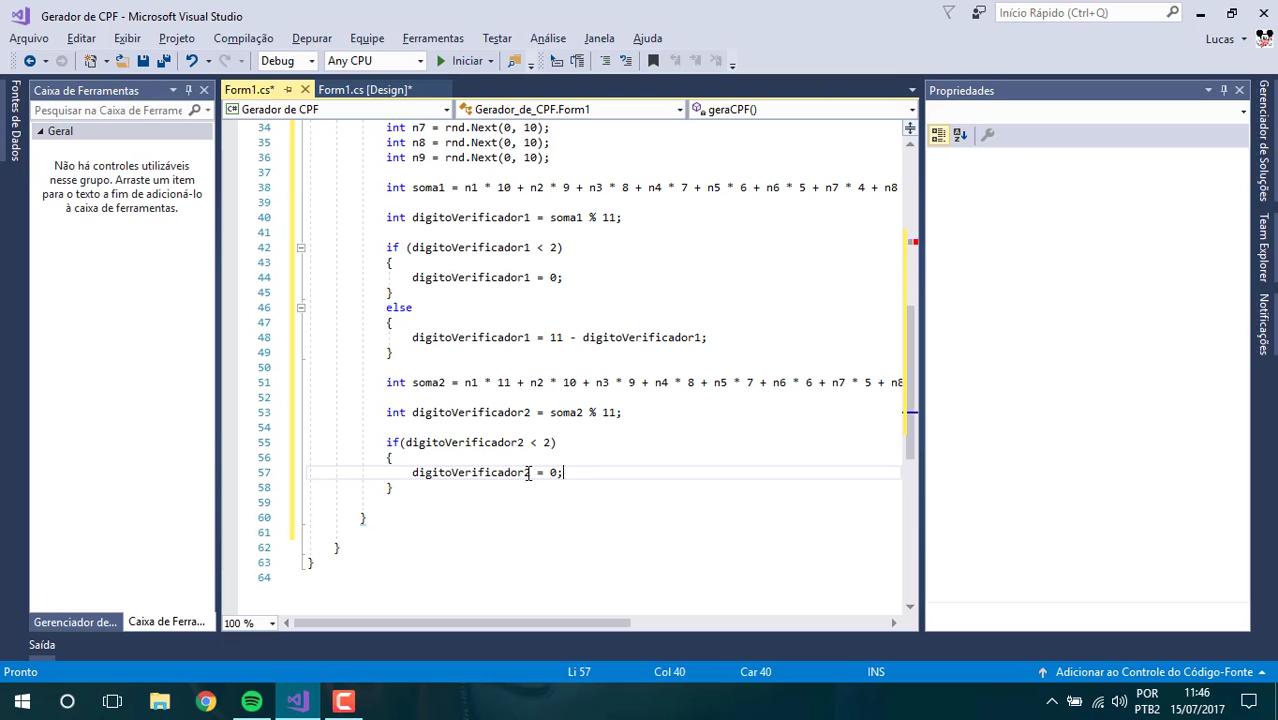 Gerador de CPF - Microsoft Visual Studio
Início Rápido (Ctrl+Q)
Arquivo Editar Exibir Projeto Compilação Depurar Equipe Ferramentas Testar Análise Janela Ajuda
Lucas
Debug Any CPU Iniciar
Fontes de Dados
Caixa de Ferramentas
Pesquisar na Caixa de Ferrame
Geral
Não há controles utilizáveis
nesse grupo. Arraste um item
para o texto a fim de adicioná-lo
à caixa de ferramentas.
Gerenciador de... Caixa de Ferra...
Form1.cs* Form1.cs [Design]*
Gerador de CPF Gerador_de_CPF.Form1 geraCPF()
34 int n7 = rnd.Next(0, 10);
35 int n8 = rnd.Next(0, 10);
36 int n9 = rnd.Next(0, 10);
37
38 int soma1 = n1 * 10 + n2 * 9 + n3 * 8 + n4 * 7 + n5 * 6 + n6 * 5 + n7 * 4 + n8
39
40 int digitoVerificador1 = soma1 % 11;
41
42 if (digitoVerificador1 < 2)
43 {
44 digitoVerificador1 = 0;
45 }
46 else
47 {
48 digitoVerificador1 = 11 - digitoVerificador1;
49 }
50
51 int soma2 = n1 * 11 + n2 * 10 + n3 * 9 + n4 * 8 + n5 * 7 + n6 * 6 + n7 * 5 + n8
52
53 int digitoVerificador2 = soma2 % 11;
54
55 if(digitoVerificador2 < 2)
56 {
57 digitoVerificador2 = 0;
58 }
59
60 }
61
62 }
63 }
64
100 %
Propriedades
Gerenciador de Soluções
Team Explorer
Notificações
Saída
Pronto Li 57 Col 40 Car 40 INS Adicionar ao Controle do Código-Fonte
POR
PTB2
11:46
15/07/2017